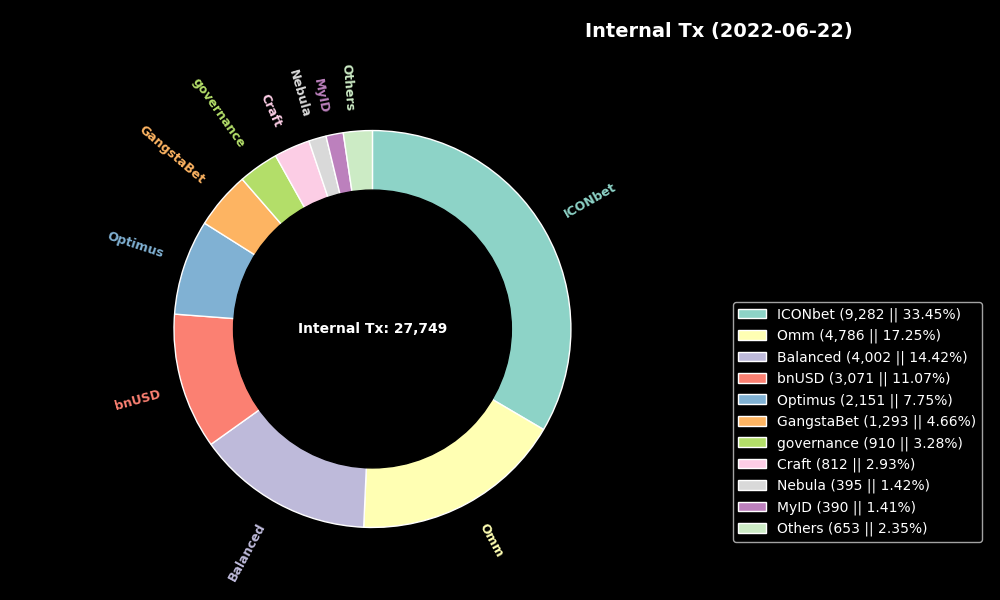 Internal Tx (2022-06-22)
Others
MyID
Nebula
Craft
governance
GangstaBet
ICONbet
Optimus
Internal Tx: 27,749
bnUSD
Omm
Balanced
ICONbet (9,282 || 33.45%)
Omm (4,786 || 17.25%)
Balanced (4,002 || 14.42%)
bnUSD (3,071 || 11.07%)
Optimus (2,151 || 7.75%)
GangstaBet (1,293 || 4.66%)
governance (910 || 3.28%)
Craft (812 || 2.93%)
Nebula (395 || 1.42%)
MyID (390 || 1.41%)
Others (653 || 2.35%)